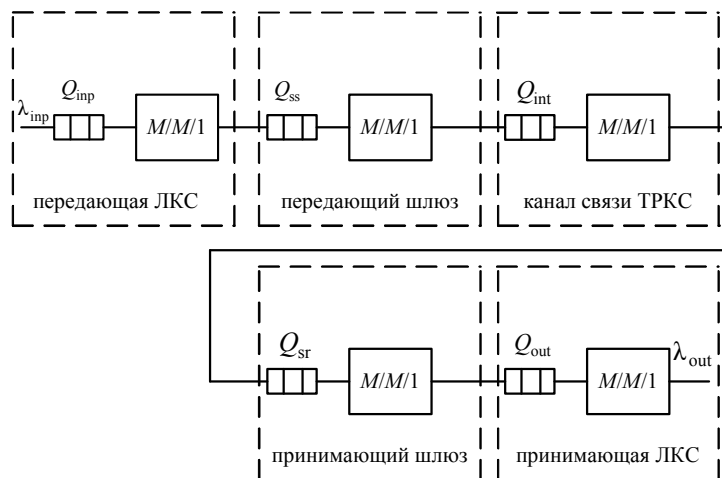 λinp Qinp M/M/1 Qss M/M/1 Qint M/M/1
передающая ЛКС передающий шлюз канал связи ТРКС
Qsr M/M/1 Qout M/M/1 λout
принимающий шлюз принимающая ЛКС